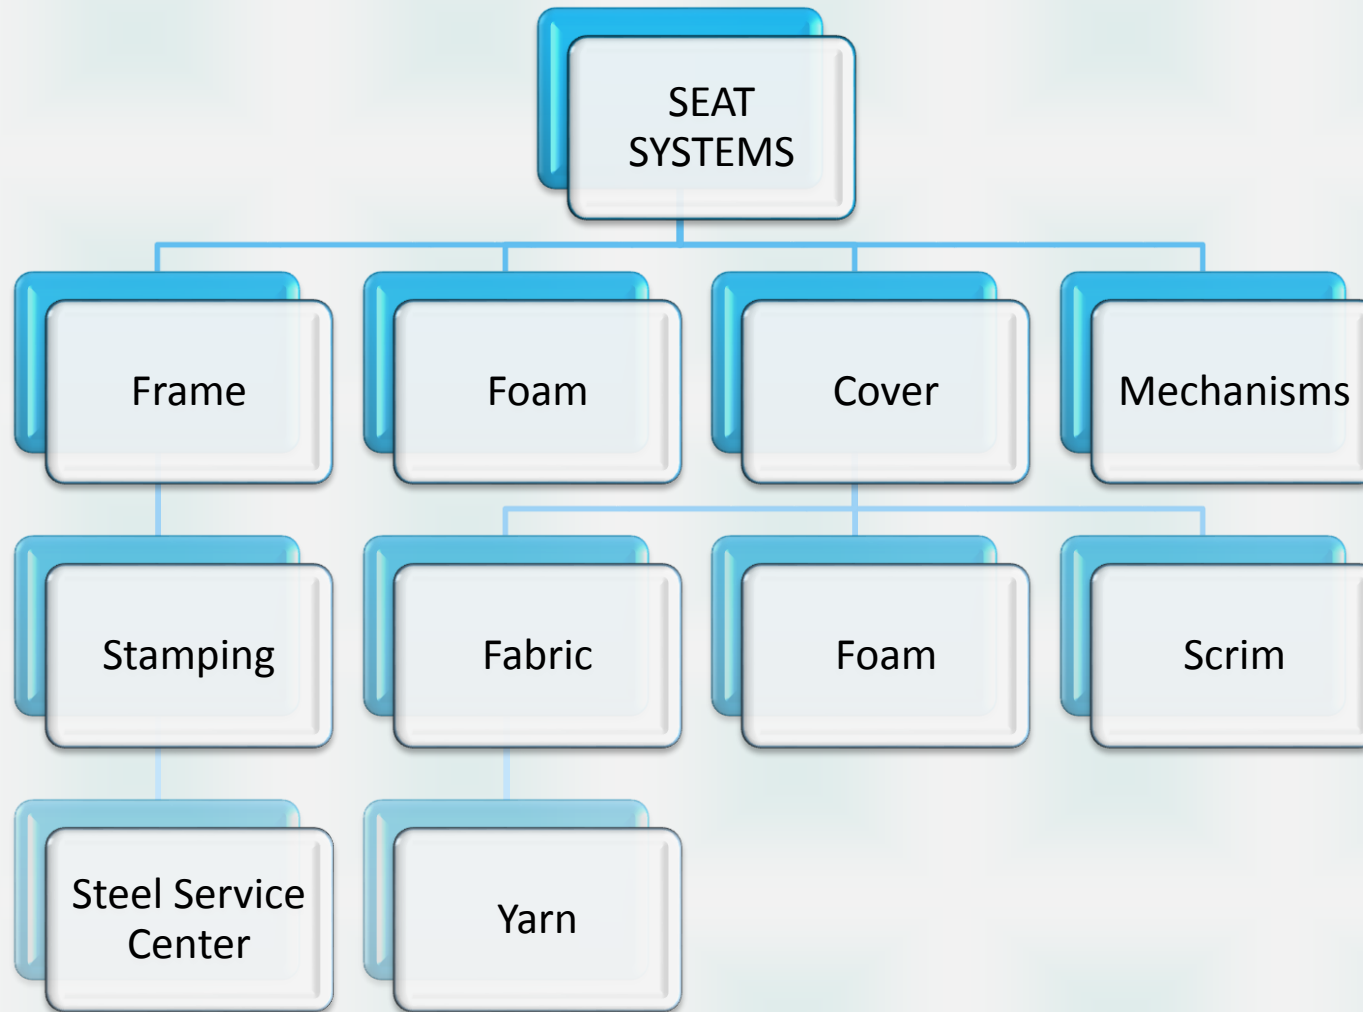 SEAT
SYSTEMS
Frame
Foam
Cover
Mechanisms
Stamping
Fabric
Foam
Scrim
Steel Service
Center
Yarn